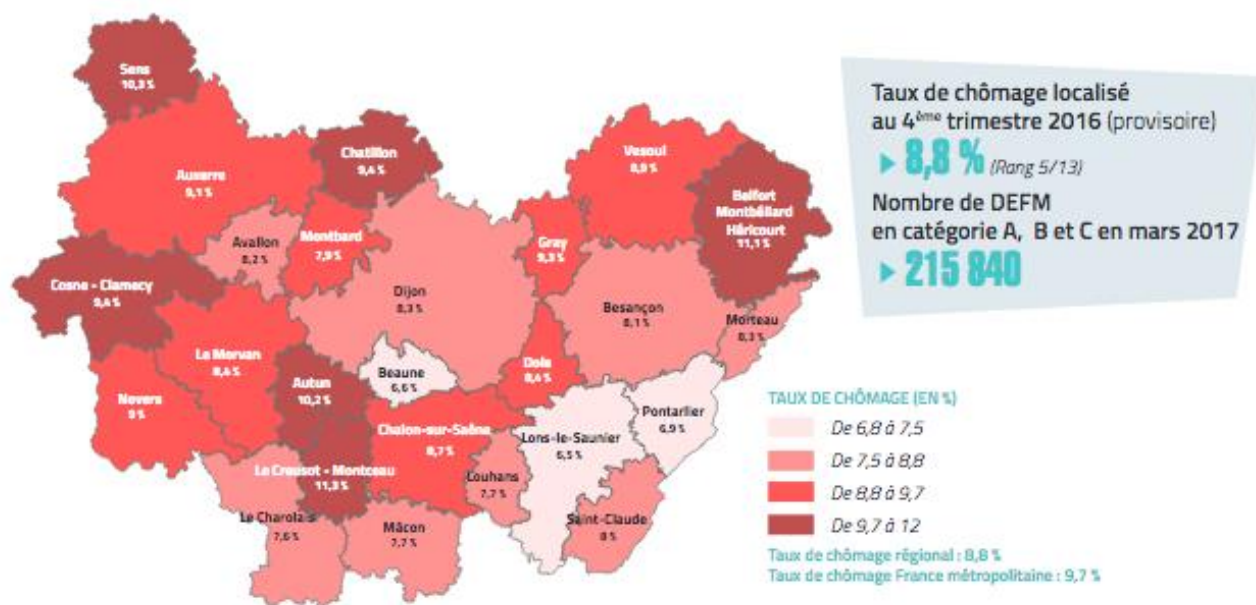 Sens
10,3 %
Auxerre
9,1 %
Chatillon
9,4 %
Vesoul
8,9 %
Belfort
Montbéliard
Héricourt
11,1 %
Avallon
8,2 %
Montbard
7,9 %
Gray
9,3 %
Cosne - Clamecy
9,4 %
Dijon
8,3 %
Besançon
8,1 %
Morteau
8,3 %
Le Morvan
8,4 %
Beaune
6,6 %
Dole
8,4 %
Nevers
9 %
Autun
10,2 %
Pontarlier
6,9 %
Chalon-sur-Saône
8,7 %
Lons-le-Saunier
6,5 %
Le Creusot - Montceau
11,3 %
Louhans
7,7 %
Le Charolais
7,6 %
Mâcon
7,7 %
Saint-Claude
8 %
Taux de chômage localisé
au 4ème trimestre 2016 (provisoire)
8,8 % (Rang 5/13)
Nombre de DEFM
en catégorie A, B et C en mars 2017
215 840
TAUX DE CHÔMAGE (EN %)
De 6,8 à 7,5
De 7,5 à 8,8
De 8,8 à 9,7
De 9,7 à 12
Taux de chômage régional : 8,8 %
Taux de chômage France métropolitaine : 9,7 %